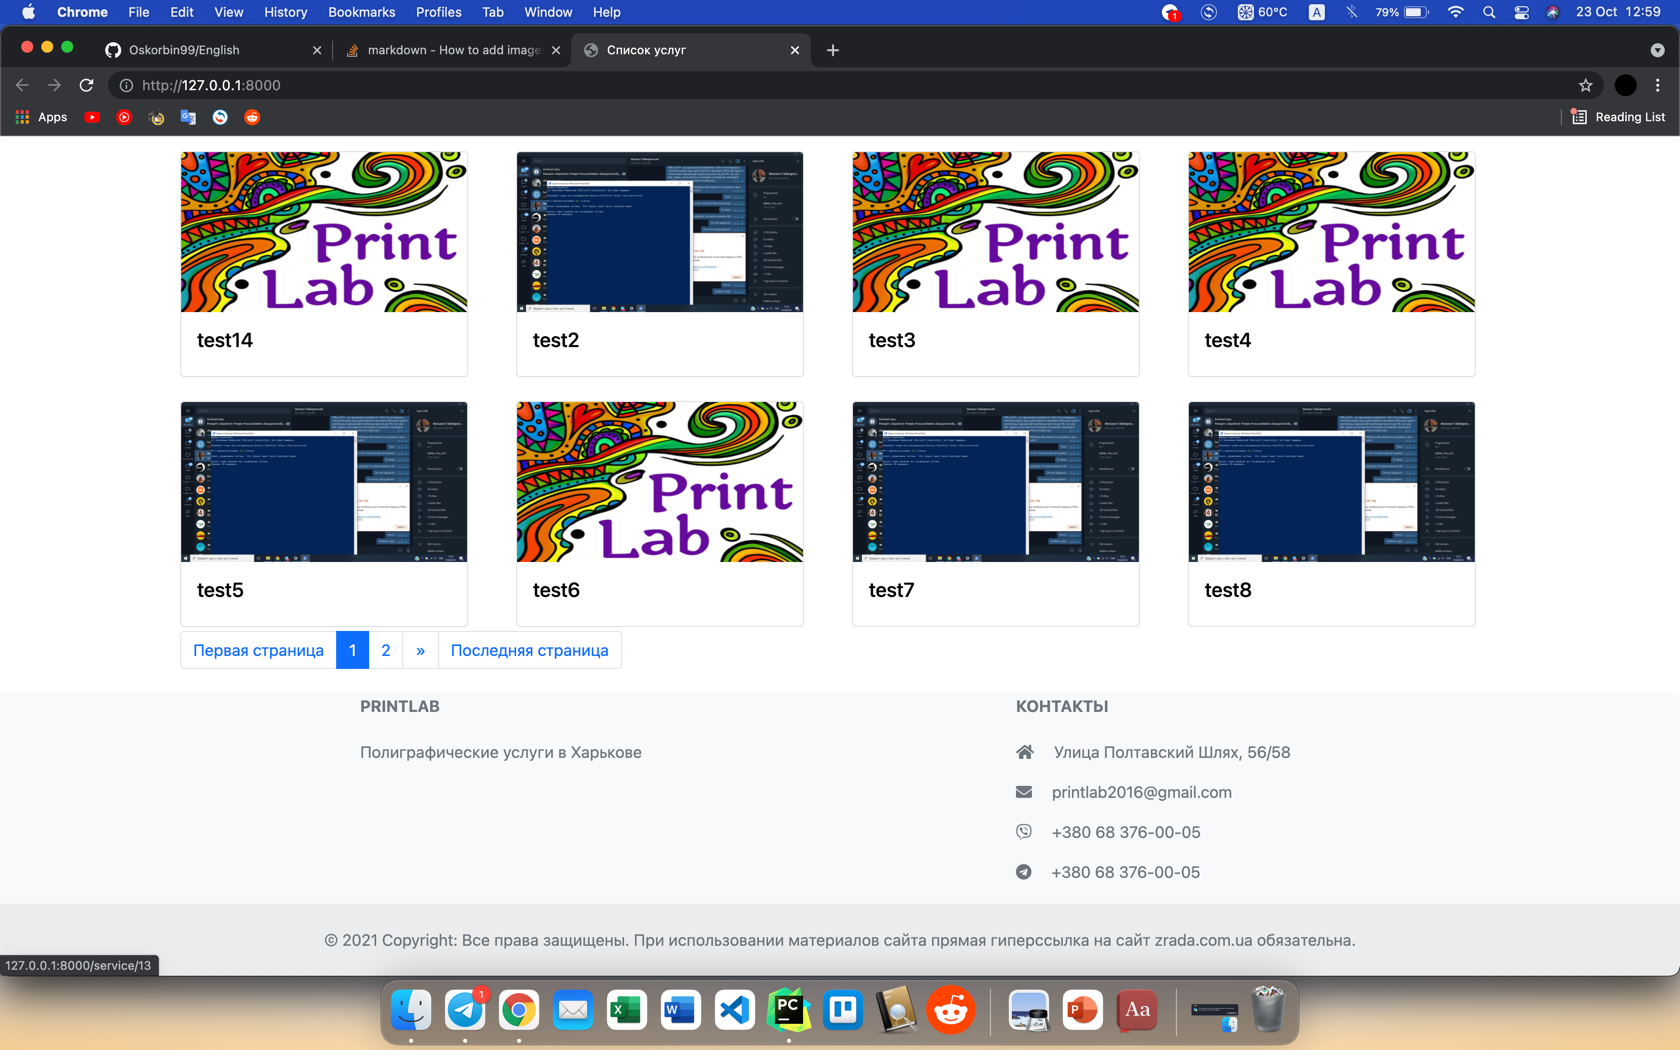 Chrome File Edit View History Bookmarks Profiles Tab Window Help 1 60°C A 79% 23 Oct 12:59
Oskorbin99/English markdown - How to add image Список услуг
http://127.0.0.1:8000
Apps Reading List
Print Lab Print Lab Print Lab
test14 test2 test3 test4
Print Lab
test5 test6 test7 test8
Первая страница 1 2 » Последняя страница
PRINTLAB КОНТАКТЫ
Полиграфические услуги в Харькове Улица Полтавский Шлях, 56/58
printlab2016@gmail.com
+380 68 376-00-05
+380 68 376-00-05
© 2021 Copyright: Все права защищены. При использовании материалов сайта прямая гиперссылка на сайт zrada.com.ua обязательна.
127.0.0.1:8000/service/13
1 X W PC P Aa